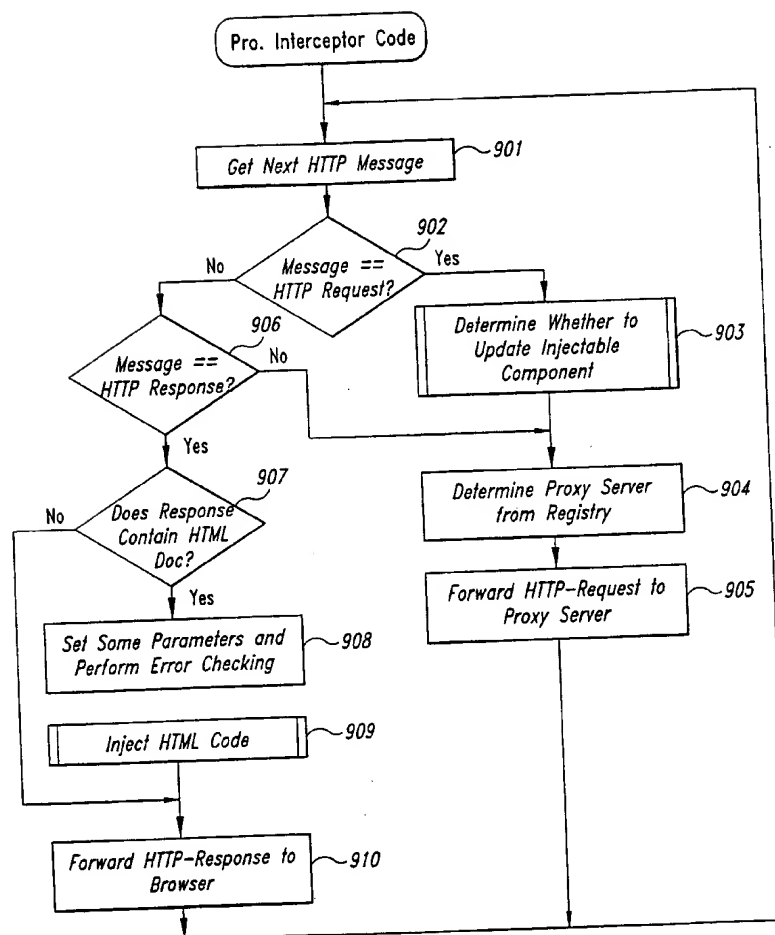 Pro. Interceptor Code
Get Next HTTP Message
901
902
Message ==
HTTP Request?
No
Yes
Determine Whether to
Update Injectable
Component
903
906
Message ==
HTTP Response?
No
Yes
907
Does Response
Contain HTML
Doc?
No
Yes
Determine Proxy Server
from Registry
904
Forward HTTP-Request to
Proxy Server
905
Set Some Parameters and
Perform Error Checking
908
Inject HTML Code
909
Forward HTTP-Response to
Browser
910